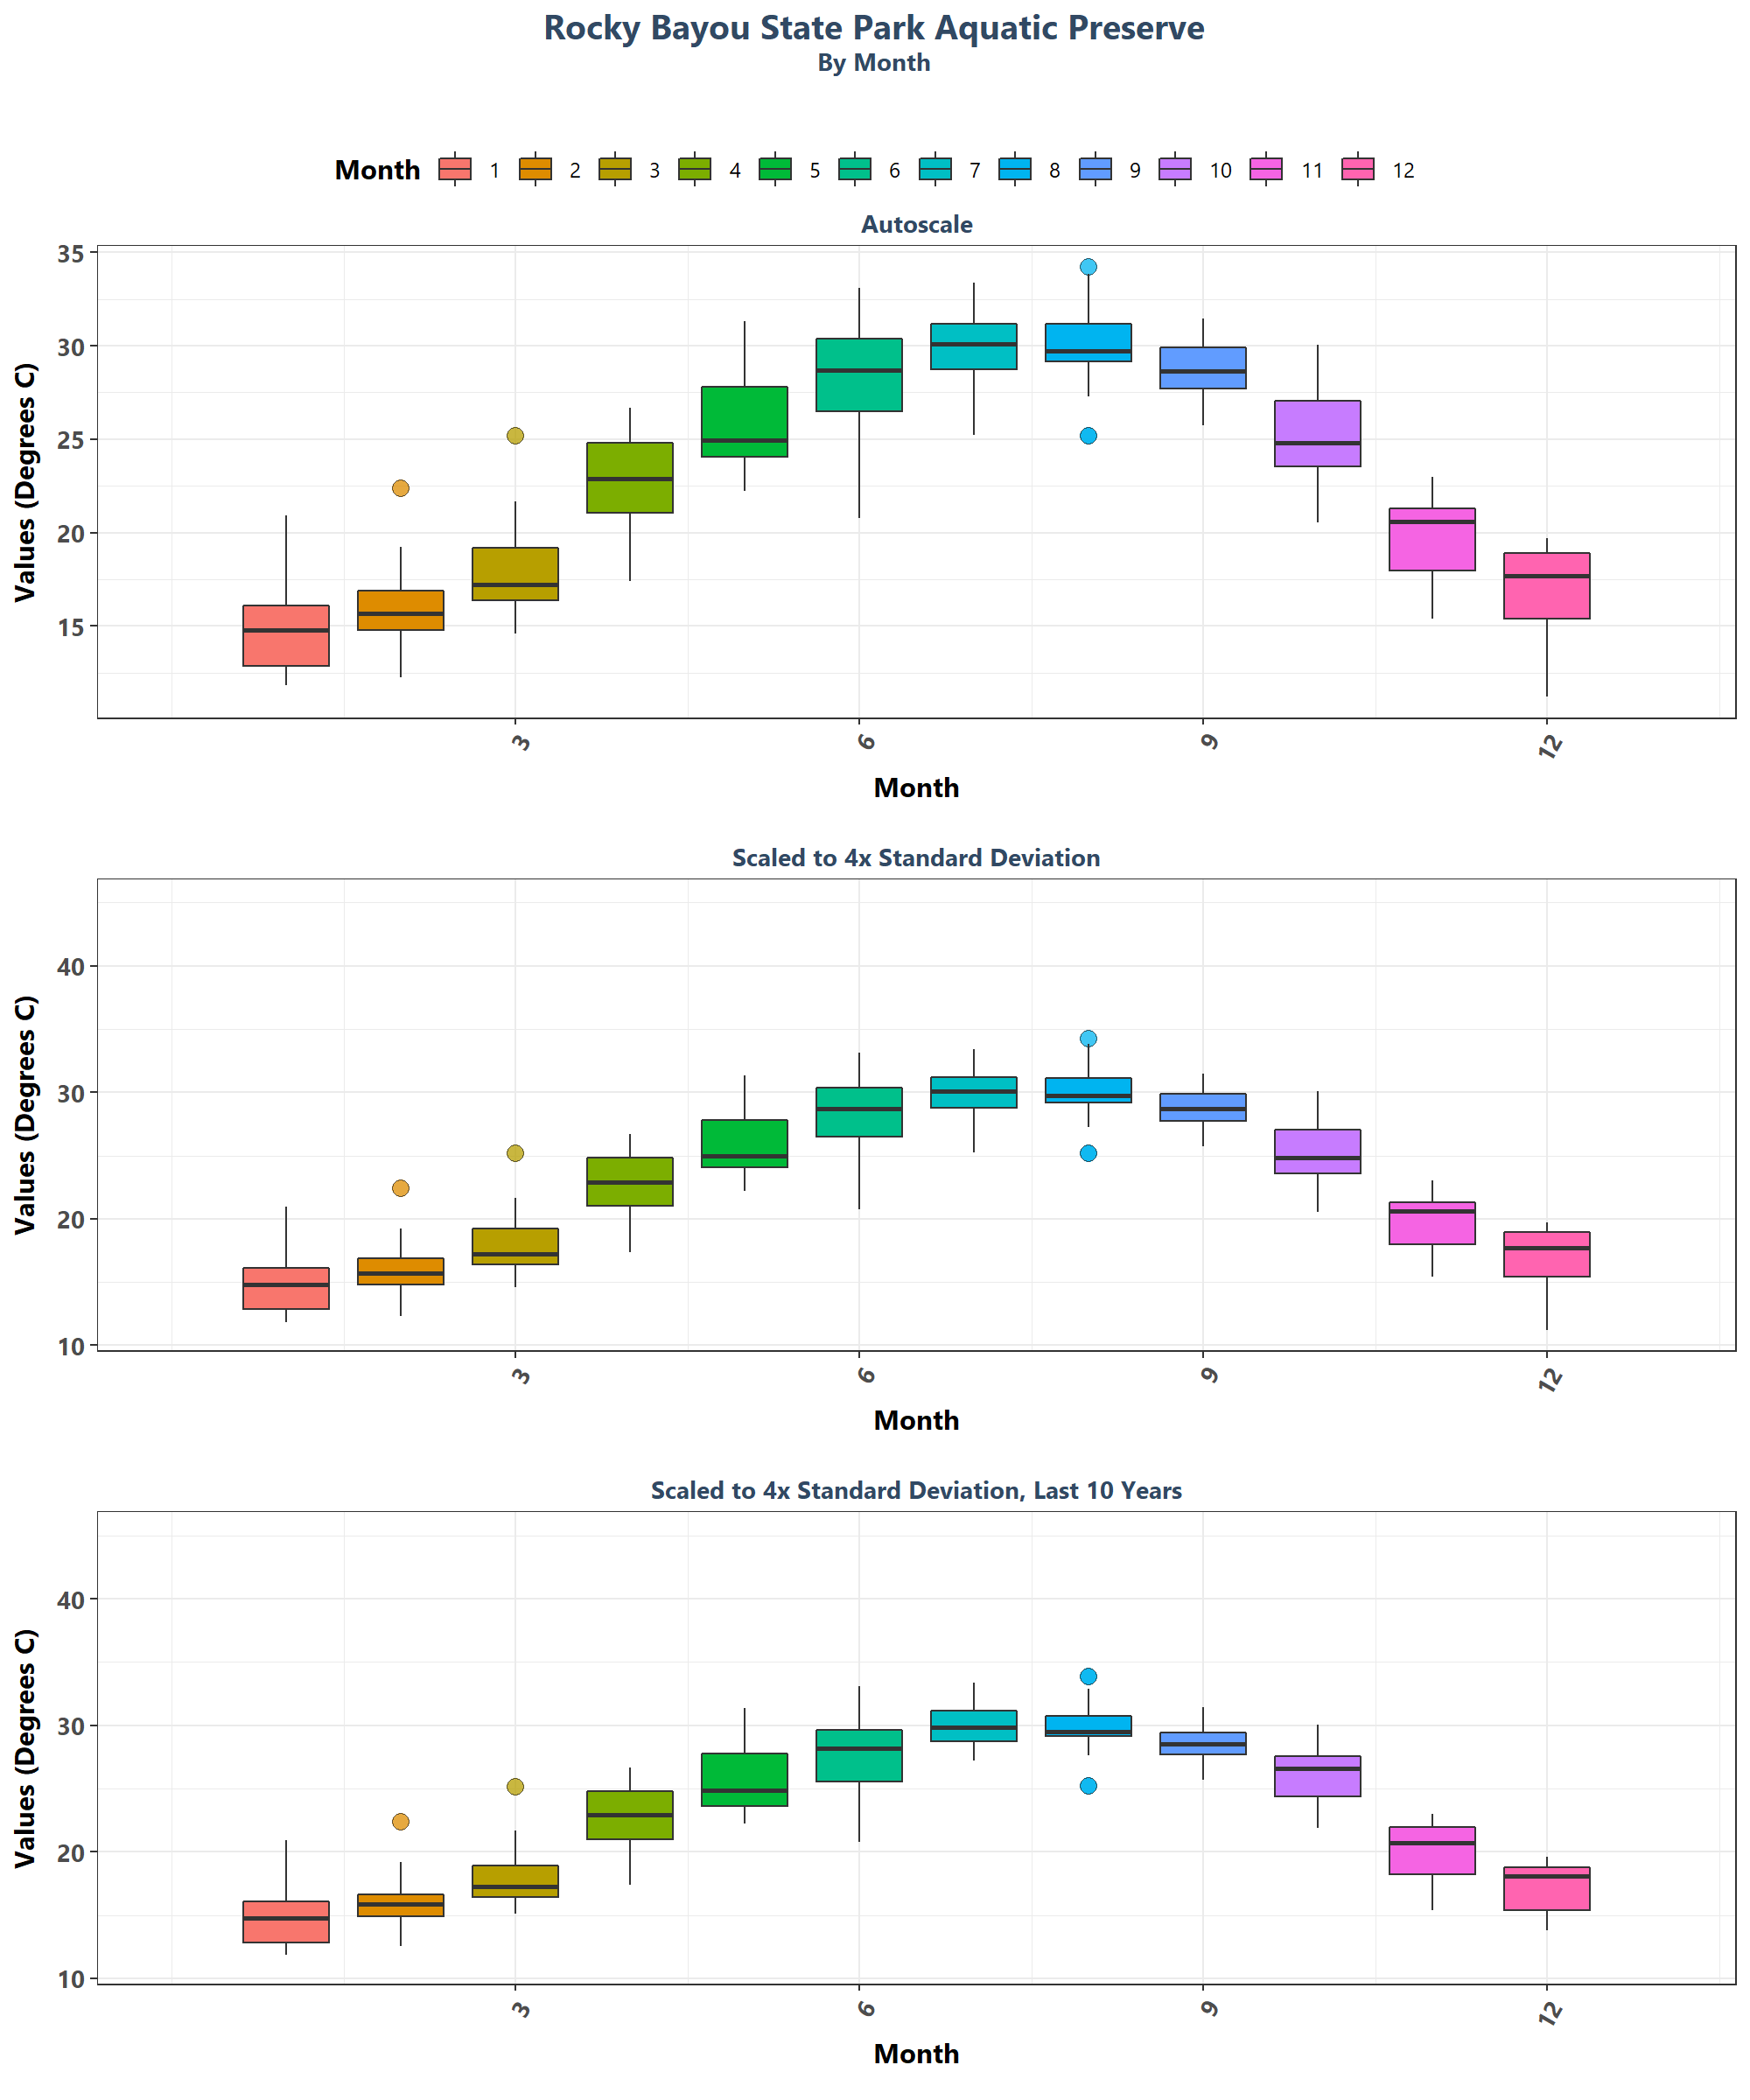 Rocky Bayou State Park Aquatic Preserve
By Month
Month 1 2 3 4 5 6 7 8 9 10 11 12
Autoscale
Values (Degrees C)
35
30
25
20
15
3 6 9 12
Month
Scaled to 4x Standard Deviation
Values (Degrees C)
40
30
20
10
3 6 9 12
Month
Scaled to 4x Standard Deviation, Last 10 Years
Values (Degrees C)
40
30
20
10
3 6 9 12
Month